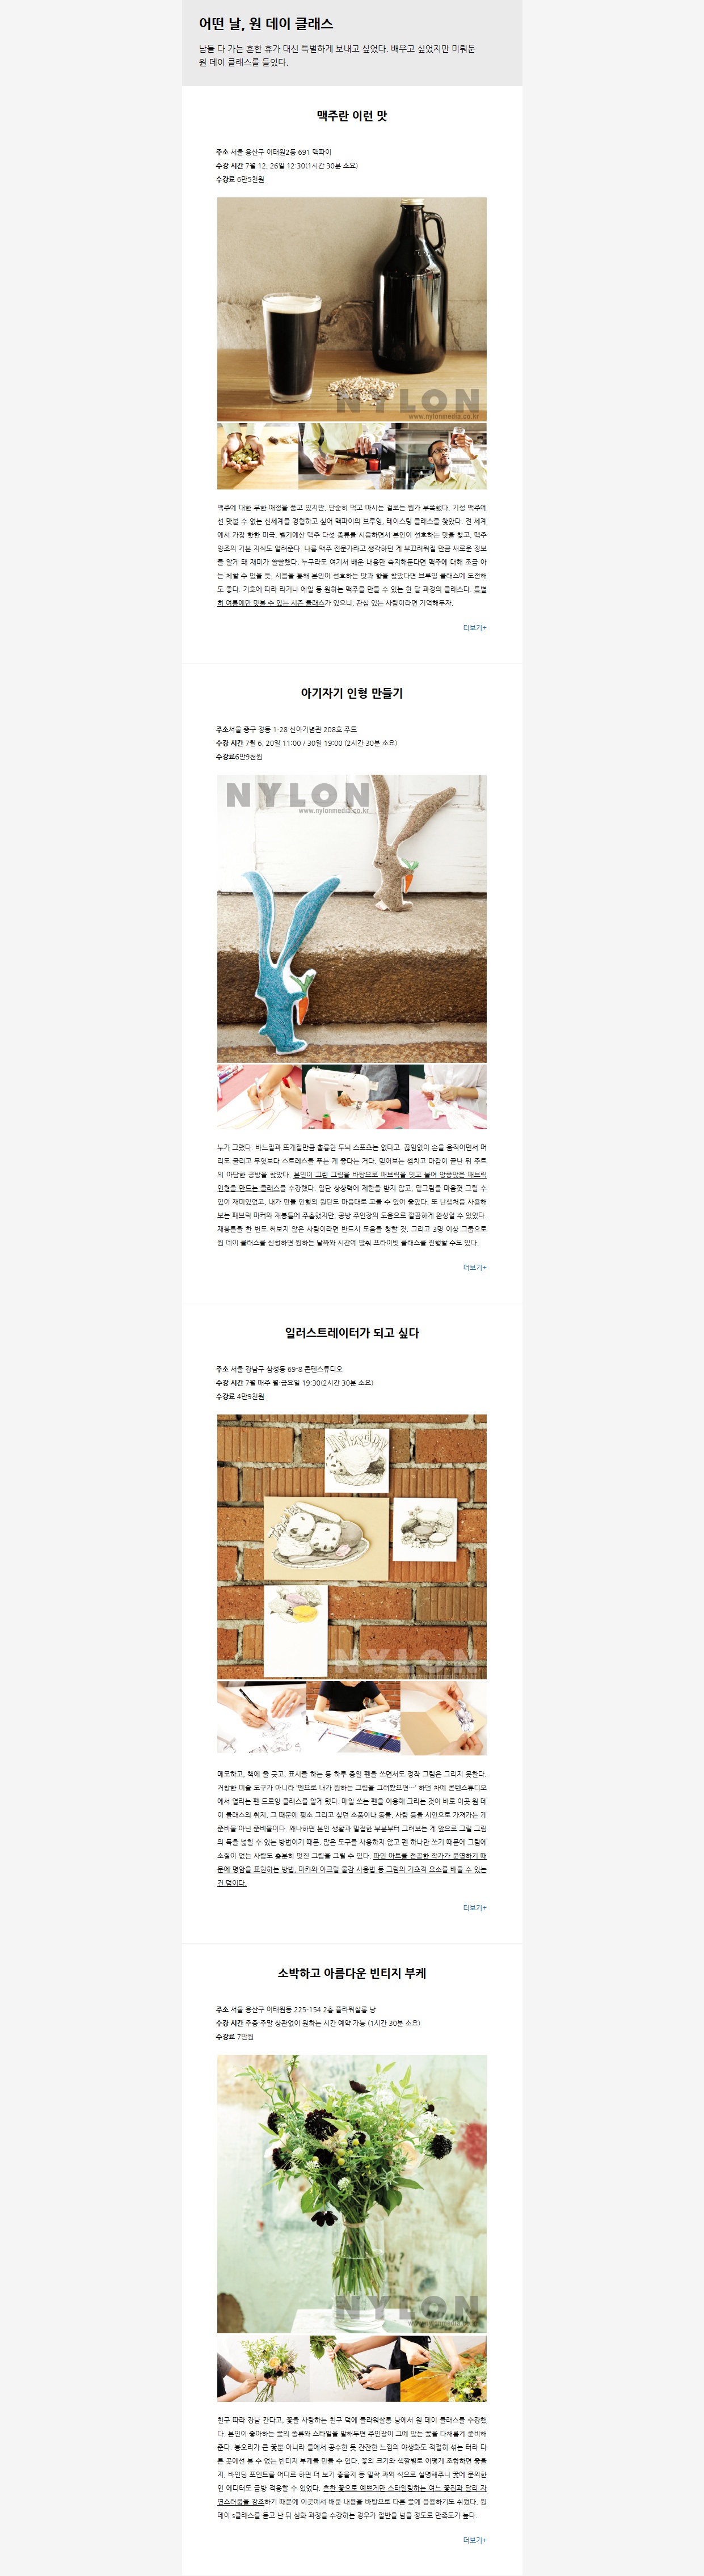 어떤 날, 원 데이 클래스
남들 다 가는 흔한 휴가 대신 특별하게 보내고 싶었다. 배우고 싶었지만 미뤄둔
원 데이 클래스를 들었다.
맥주란 이런 맛
주소 서울 용산구 이태원2동 691 맥파이
수강 시간 7월 12, 26일 12:30(1시간 30분 소요)
수강료 6만5천원
NYLON
www.nylonmedia.co.kr
맥주에 대한 무한 애정을 품고 있지만, 단순히 먹고 마시는 걸로는 뭔가 부족했다. 기성 맥주에
선 맛볼 수 없는 신세계를 경험하고 싶어 맥파이의 브루잉, 테이스팅 클래스를 찾았다. 전 세계
에서 가장 핫한 미국, 벨기에산 맥주 다섯 종류를 시음하면서 본인이 선호하는 맛을 찾고, 맥주
양조의 기본 지식도 알려준다. 나름 맥주 전문가라고 생각하던 게 부끄러워질 만큼 새로운 정보
를 알게 돼 재미가 쏠쏠했다. 누구라도 여기서 배운 내용만 숙지해둔다면 맥주에 대해 조금 아
는 체할 수 있을 듯. 시음을 통해 본인이 선호하는 맛과 향을 찾았다면 브루잉 클래스에 도전해
도 좋다. 기호에 따라 라거나 에일 등 원하는 맥주를 만들 수 있는 한 달 과정의 클래스다. 특별
히 여름에만 맛볼 수 있는 시즌 클래스가 있으니, 관심 있는 사람이라면 기억해두자.
더보기+
아기자기 인형 만들기
주소서울 중구 정동 1-28 신아기념관 208호 주트
수강 시간 7월 6, 20일 11:00 / 30일 19:00 (2시간 30분 소요)
수강료6만9천원
NYLON
www.nylonmedia.co.kr
누가 그랬다. 바느질과 뜨개질만큼 훌륭한 두뇌 스포츠는 없다고. 끊임없이 손을 움직이면서 머
리도 굴리고 무엇보다 스트레스를 푸는 게 좋다는 거다. 믿어보는 셈치고 마감이 끝난 뒤 주트
의 아담한 공방을 찾았다. 본인이 그린 그림을 바탕으로 패브릭을 잇고 붙여 앙증맞은 패브릭
인형을 만드는 클래스를 수강했다. 일단 상상력에 제한을 받지 않고, 밑그림을 마음껏 그릴 수
있어 재미있었고, 내가 만들 인형의 원단도 마음대로 고를 수 있어 좋았다. 또 난생처음 사용해
보는 패브릭 마커와 재봉틀에 주춤했지만, 공방 주인장의 도움으로 깔끔하게 완성할 수 있었다.
재봉틀을 한 번도 써보지 않은 사람이라면 반드시 도움을 청할 것. 그리고 3명 이상 그룹으로
원 데이 클래스를 신청하면 원하는 날짜와 시간에 맞춰 프라이빗 클래스를 진행할 수도 있다.
더보기+
일러스트레이터가 되고 싶다
주소 서울 강남구 삼성동 69-8 콘텐스튜디오
수강 시간 7월 매주 월·금요일 19:30(2시간 30분 소요)
수강료 4만9천원
NYLON
메모하고, 책에 줄 긋고, 표시를 하는 등 하루 종일 펜을 쓰면서도 정작 그림은 그리지 못한다.
거창한 미술 도구가 아니라 '펜으로 내가 원하는 그림을 그려봤으면…' 하던 차에 콘텐스튜디오
에서 열리는 펜 드로잉 클래스를 알게 됐다. 매일 쓰는 펜을 이용해 그리는 것이 바로 이곳 원 데
이 클래스의 취지. 그 때문에 평소 그리고 싶던 소품이나 동물, 사람 등을 시안으로 가져가는 게
준비물 아닌 준비물이다. 왜냐하면 본인 생활과 밀접한 부분부터 그려보는 게 앞으로 그릴 그림
의 폭을 넓힐 수 있는 방법이기 때문. 많은 도구를 사용하지 않고 펜 하나만 쓰기 때문에 그림에
소질이 없는 사람도 충분히 멋진 그림을 그릴 수 있다. 파인 아트를 전공한 작가가 운영하기 때
문에 명암을 표현하는 방법, 마카와 아크릴 물감 사용법 등 그림의 기초적 요소를 배울 수 있는
건 덤이다.
더보기+
소박하고 아름다운 빈티지 부케
주소 서울 용산구 이태원동 225-154 2층 플라워살롱 낭
수강 시간 주중·주말 상관없이 원하는 시간 예약 가능 (1시간 30분 소요)
수강료 7만원
NYLON
친구 따라 강남 간다고, 꽃을 사랑하는 친구 덕에 플라워살롱 낭에서 원 데이 클래스를 수강했
다. 본인이 좋아하는 꽃의 종류와 스타일을 말해두면 주인장이 그에 맞는 꽃을 다채롭게 준비해
준다. 봉오리가 큰 꽃뿐 아니라 들에서 공수한 듯 잔잔한 느낌의 야생화도 적절히 섞는 터라 다
른 곳에선 볼 수 없는 빈티지 부케를 만들 수 있다. 꽃의 크기와 색깔별로 어떻게 조합하면 좋을
지, 바인딩 포인트를 어디로 하면 더 보기 좋을지 등 밀착 과외 식으로 설명해주니 꽃에 문외한
인 에디터도 금방 적응할 수 있었다. 흔한 꽃으로 예쁘게만 스타일링하는 여느 꽃집과 달리 자
연스러움을 강조하기 때문에 이곳에서 배운 내용을 바탕으로 다른 꽃에 응용하기도 쉬웠다. 원
데이 s클래스를 듣고 난 뒤 심화 과정을 수강하는 경우가 절반을 넘을 정도로 만족도가 높다.
더보기+